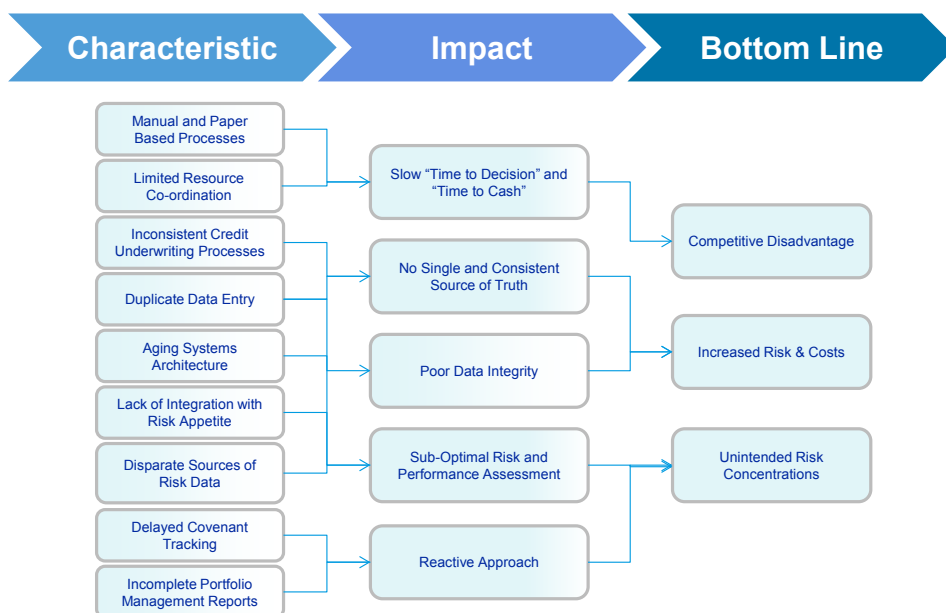 Characteristic
Impact
Bottom Line
Manual and Paper
Based Processes
Limited Resource
Co-ordination
Inconsistent Credit
Underwriting Processes
Duplicate Data Entry
Aging Systems
Architecture
Lack of Integration with
Risk Appetite
Disparate Sources of
Risk Data
Delayed Covenant
Tracking
Incomplete Portfolio
Management Reports
Slow “Time to Decision” and
“Time to Cash”
No Single and Consistent
Source of Truth
Poor Data Integrity
Sub-Optimal Risk and
Performance Assessment
Reactive Approach
Competitive Disadvantage
Increased Risk & Costs
Unintended Risk
Concentrations